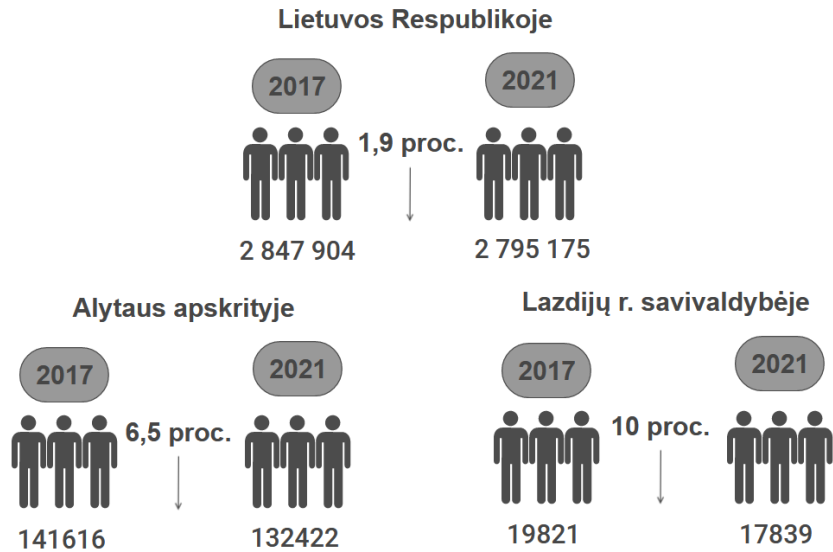 Lietuvos Respublikoje
2017
2021
1,9 proc.
2 847 904
2 795 175
Alytaus apskrityje
2017
2021
6,5 proc.
141616
132422
Lazdijų r. savivaldybėje
2017
2021
10 proc.
19821
17839